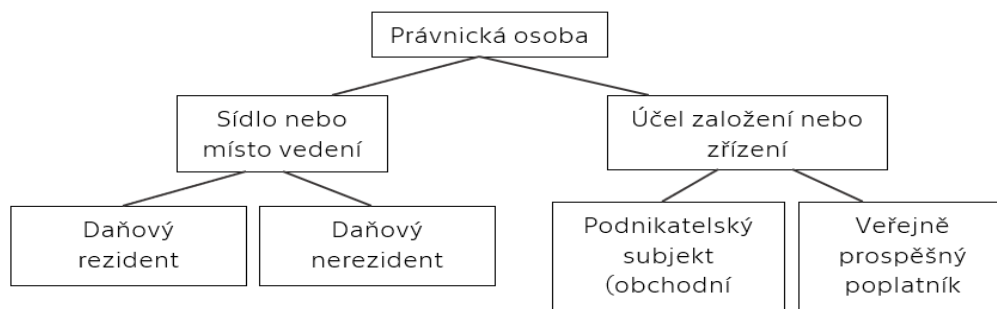 Právnická osoba
Sídlo nebo
místo vedení
Účel založení nebo
zřízení
Daňový
rezident
Daňový
nerezident
Podnikatelský
subjekt
(obchodní
Veřejně
prospěšný
poplatník